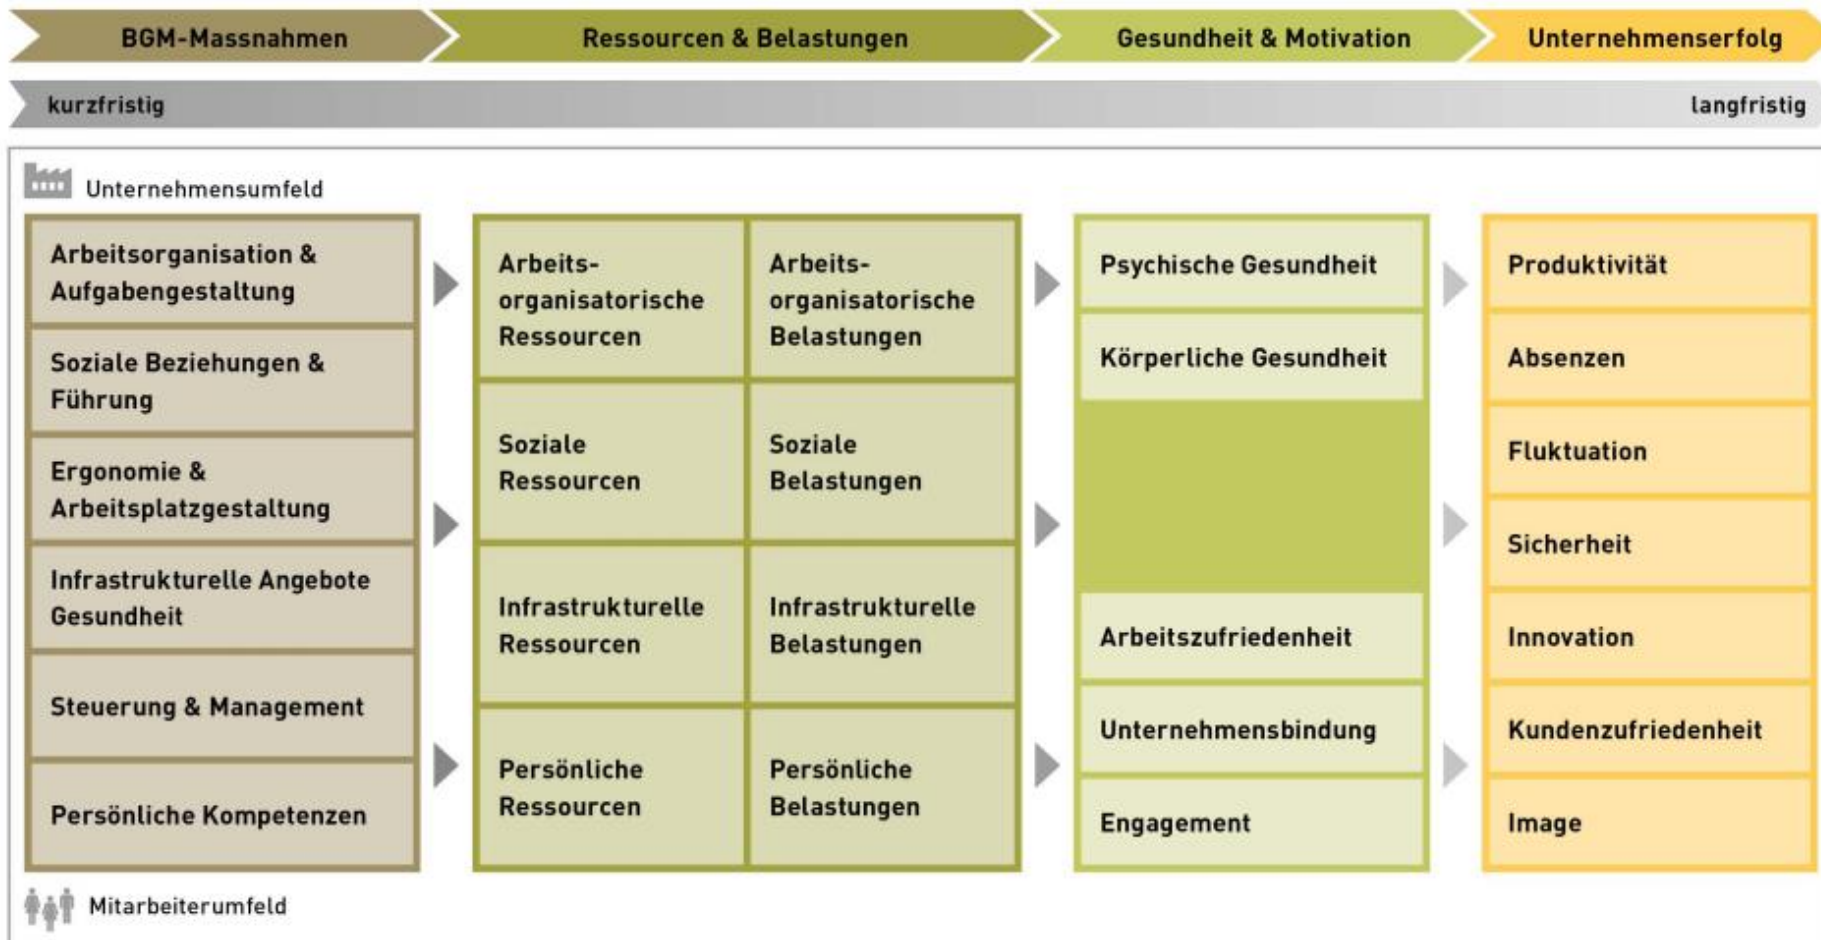 BGM-Massnahmen
Ressourcen & Belastungen
Gesundheit & Motivation
Unternehmenserfolg
kurzfristig
langfristig
Unternehmensumfeld
Arbeitsorganisation &
Aufgabengestaltung
Soziale Beziehungen &
Führung
Ergonomie &
Arbeitsplatzgestaltung
Infrastrukturelle Angebote
Gesundheit
Steuerung & Management
Persönliche Kompetenzen
Arbeits-
organisatorische
Ressourcen
Arbeits-
organisatorische
Belastungen
Soziale
Ressourcen
Soziale
Belastungen
Infrastrukturelle
Ressourcen
Infrastrukturelle
Belastungen
Persönliche
Ressourcen
Persönliche
Belastungen
Psychische Gesundheit
Körperliche Gesundheit
Arbeitszufriedenheit
Unternehmensbindung
Engagement
Produktivität
Absenzen
Fluktuation
Sicherheit
Innovation
Kundenzufriedenheit
Image
Mitarbeiterumfeld